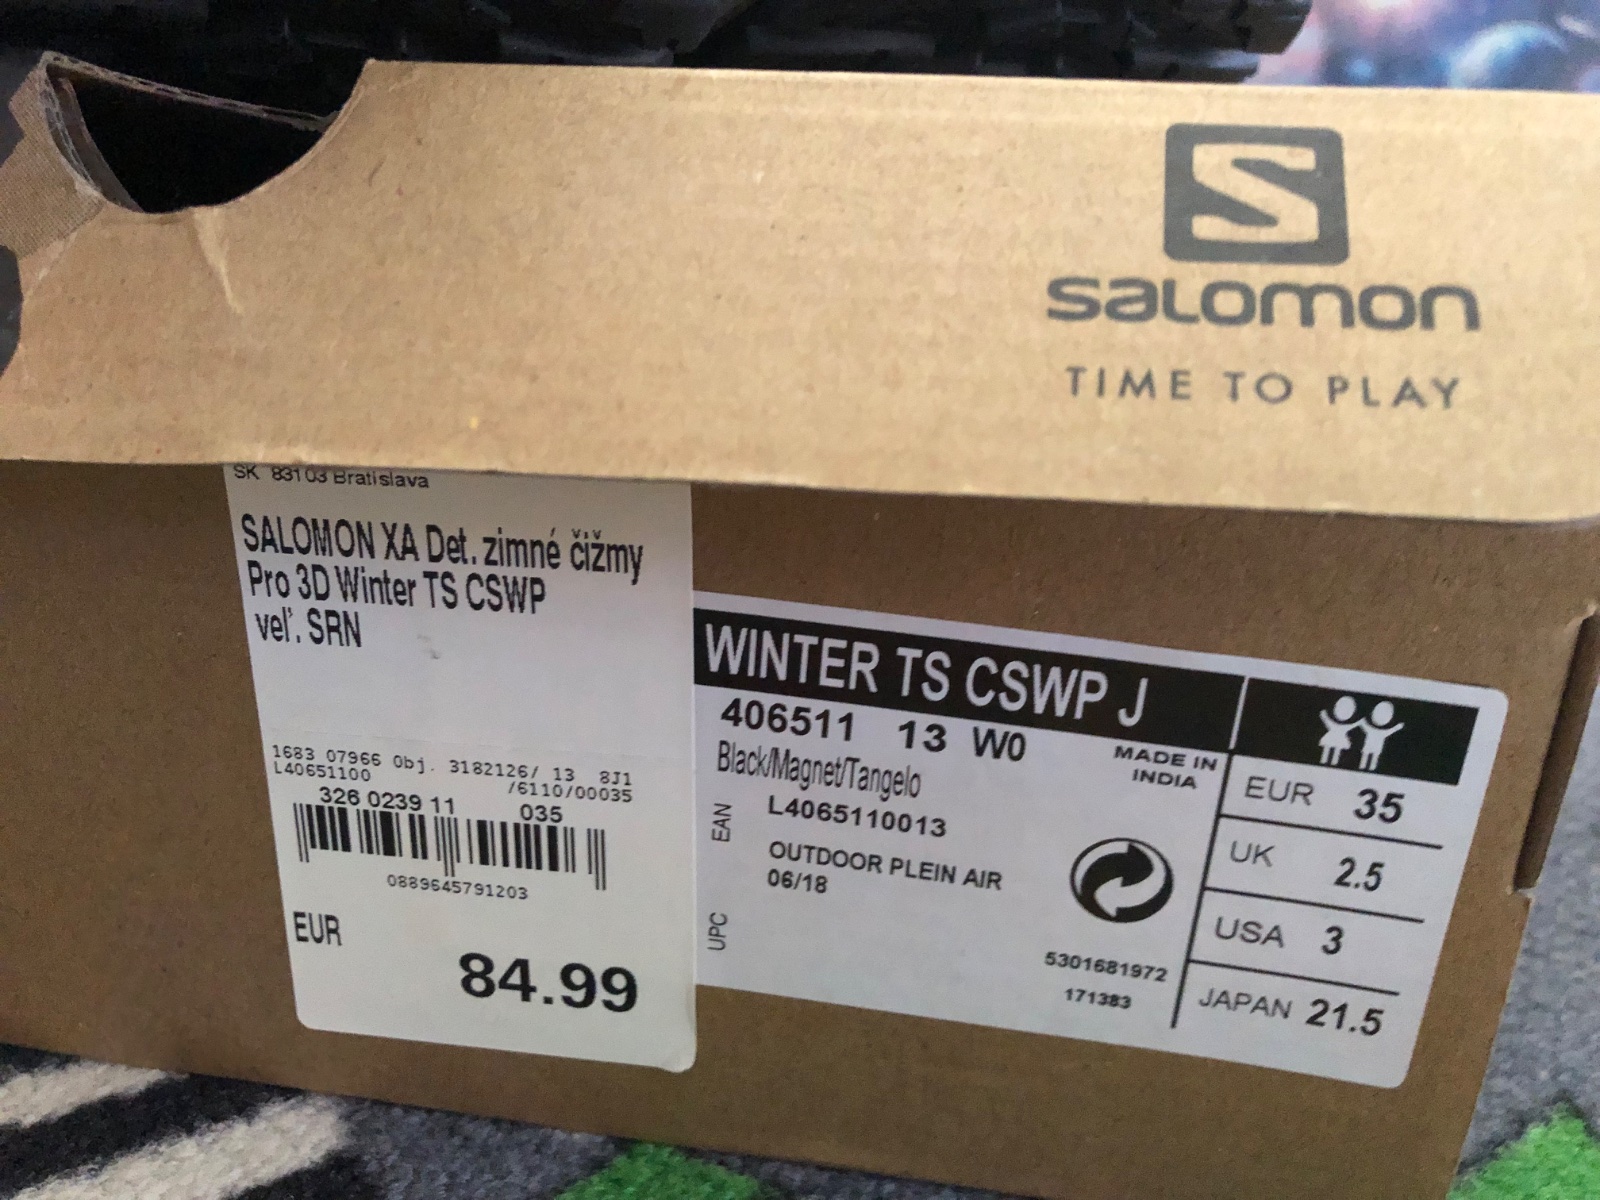 S
salomon
TIME TO PLAY
SK 83103 Bratislava
SALOMON XA Det. zimné čižmy
Pro 3D Winter TS CSWP
veľ. SRN
1683 07966 Obj. 3182126/ 13 8J1
L40651100 /6110/00035
326 0239 11 035
0889645791203
EUR
84.99
WINTER TS CSWP J
406511 13 W0
MADE IN
INDIA
Black/Magnet/Tangelo
EAN
L4065110013
OUTDOOR PLEIN AIR
06/18
UPC
5301681972
171383
EUR 35
UK 2.5
USA 3
JAPAN 21.5